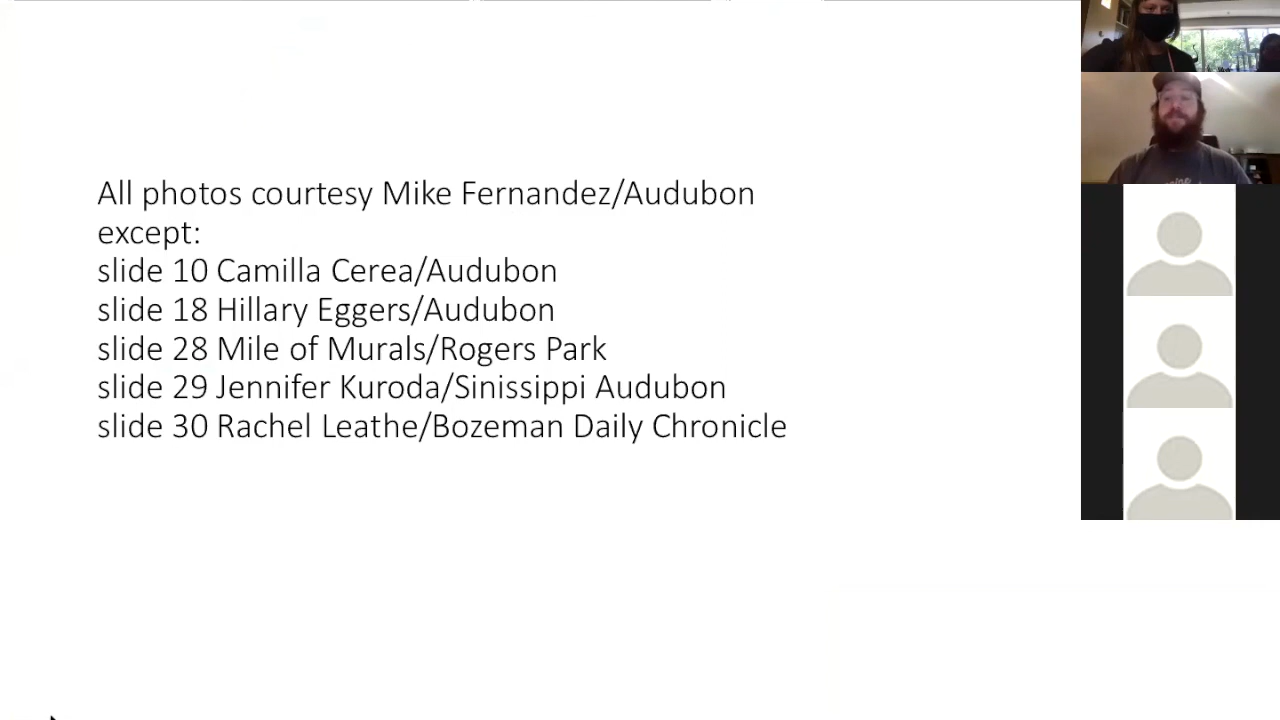 All photos courtesy Mike Fernandez/Audubon
except:
slide 10 Camilla Cerea/Audubon
slide 18 Hillary Eggers/Audubon
slide 28 Mile of Murals/Rogers Park
slide 29 Jennifer Kuroda/Sinissippi Audubon
slide 30 Rachel Leathe/Bozeman Daily Chronicle